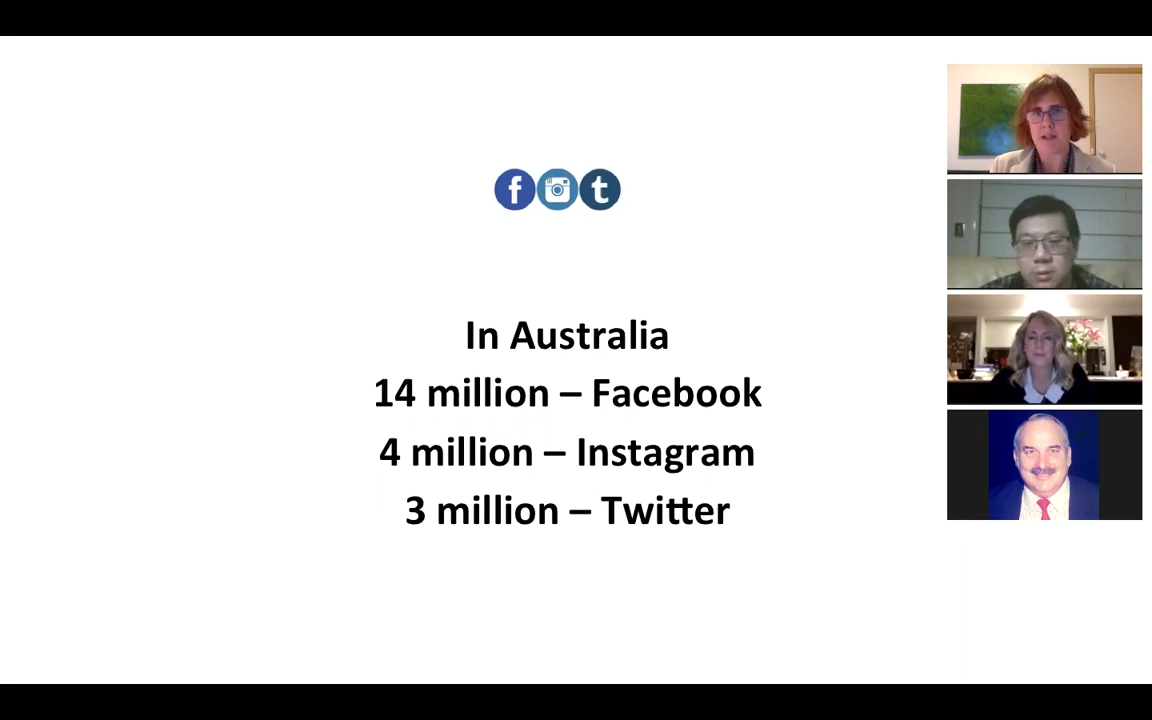 In Australia
14 million – Facebook
4 million – Instagram
3 million – Twitter